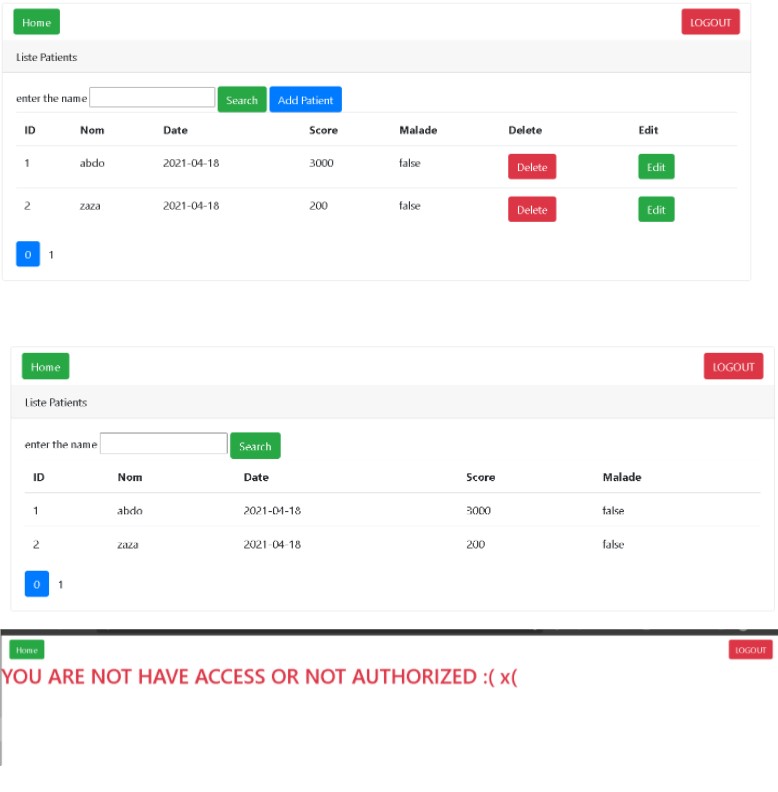 Home LOGOUT
Liste Patients
enter the name Search Add Patient
ID Nom Date Score Malade Delete Edit
1 abdo 2021-04-18 3000 false Delete Edit
2 zaza 2021-04-18 200 false Delete Edit
0 1
Home LOGOUT
Liste Patients
enter the name Search
ID Nom Date Score Malade
1 abdo 2021-04-18 3000 false
2 zaza 2021-04-18 200 false
0 1
Home LOGOUT
YOU ARE NOT HAVE ACCESS OR NOT AUTHORIZED :( x(